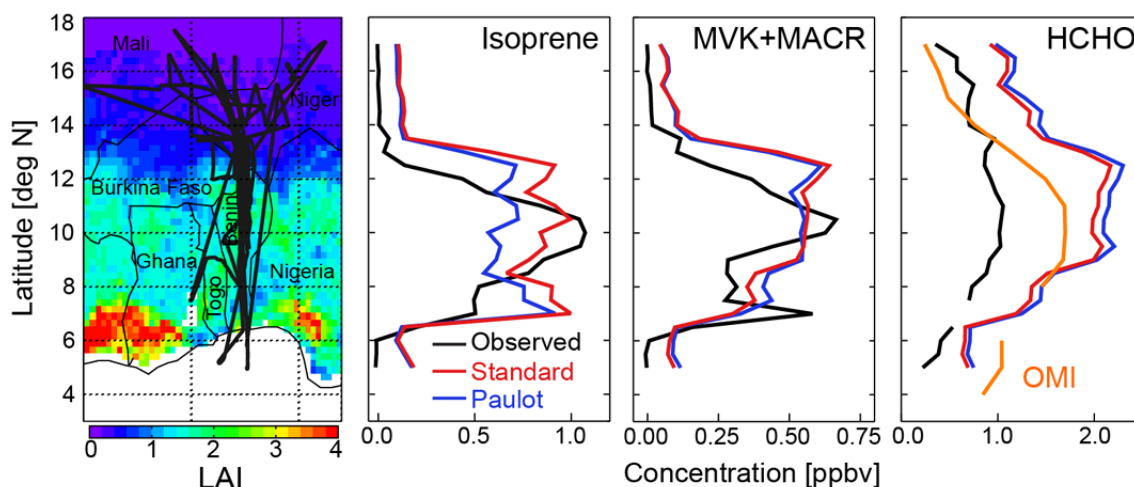 Latitude [deg N]
18
16
14
12
10
8
6
4
Mali
Niger
Burkina Faso
Benin
Ghana
Togo
Nigeria
0 1 2 3 4
LAI
Isoprene
Observed
Standard
Paulot
0.0 0.5 1.0
MVK+MACR
0.00 0.25 0.50 0.75
Concentration [ppbv]
HCHO
OMI
0.0 1.0 2.0